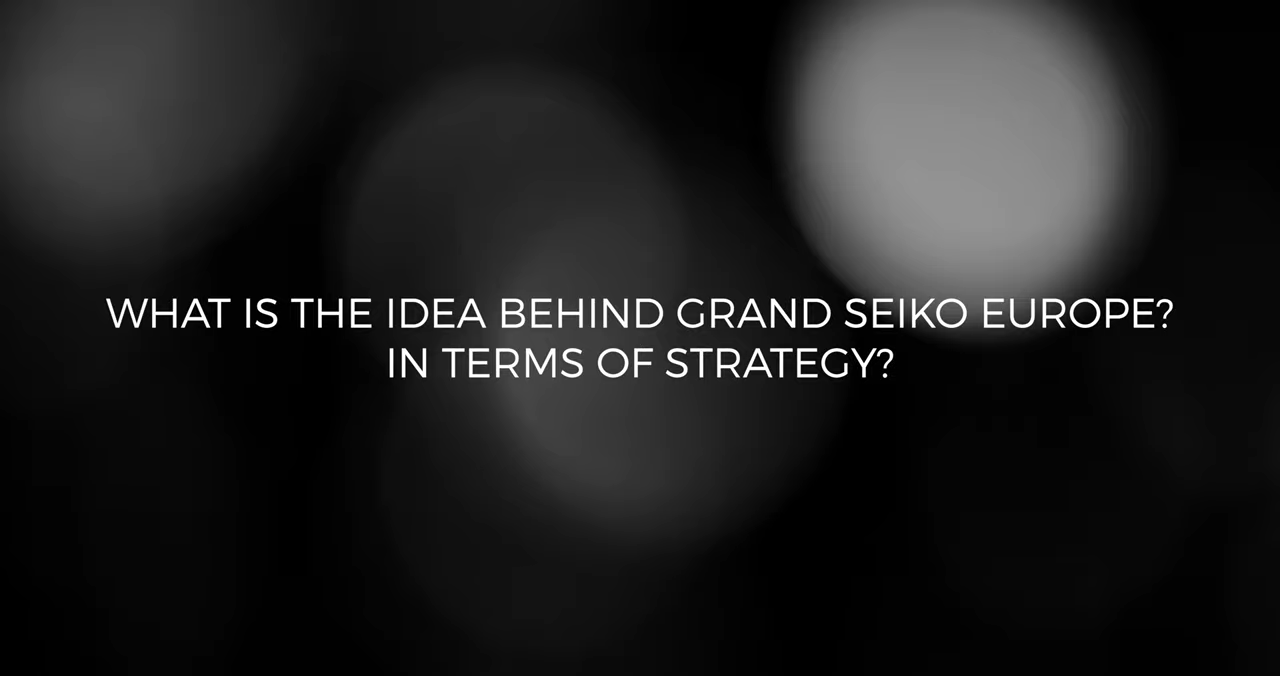 WHAT IS THE IDEA BEHIND GRAND SEIKO EUROPE?
IN TERMS OF STRATEGY?